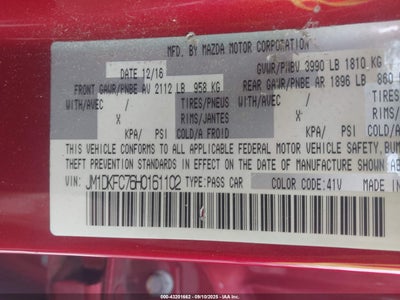 MFD. BY MAZDA MOTOR CORPORATION
DATE 12/16 GVWR/PNBV 3990 LB 1810 KG
FRONT GAWR/PNBE AV 2112 LB 958 KG REAR GAWR/PNBE AR 1896 LB 860
WITH/AVEC / TIRES/PNEUS WITH/AVEC /
X RIMS/JANTES X
KPA/ PSI COLD/A FROID KPA/ PSI COLD/A
THIS VEHICLE CONFORMS TO ALL APPLICABLE FEDERAL MOTOR VEHICLE SAFETY, BUM
THEFT PREVENTION STANDARDS IN EFFECT ON THE DATE OF MANUFACTURE SHOWN AB
VIN: JM1DKFC76H0161102 TYPE:PASS CAR COLOR CODE: 41V MADE IN
000-43201662 - 09/10/2025 - IAAI